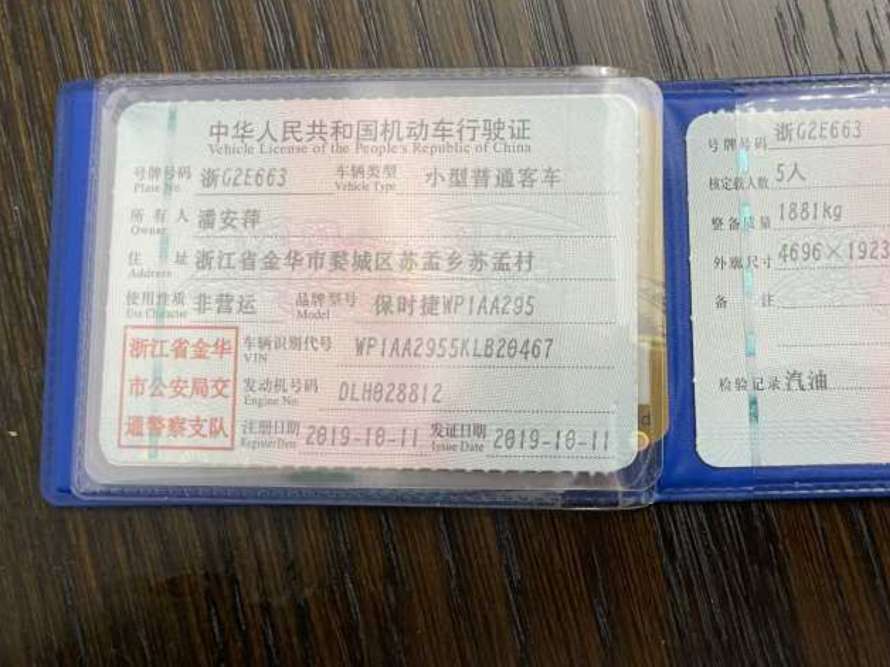 中华人民共和国机动车行驶证
Vehicle License of the People's Republic of China
号牌号码 浙G2E663 车辆类型 小型普通客车
Plate No. Vehicle Type
所有人 潘安萍
Owner
住址 浙江省金华市婺城区苏孟乡苏孟村
Address
使用性质 非营运 品牌型号 保时捷WP1AA295
Use Character Model
浙江省金华
市公安局交
通警察支队
车辆识别代号 WP1AA2955KLB20467
VIN
发动机号码 DLH028812
Engine No.
注册日期 2019-10-11 发证日期 2019-10-11
Register Date Issue Date
号牌号码 浙G2E663
核定载人数 5人
整备质量 1881kg
外廓尺寸 4696×1923
备注
检验记录 汽油